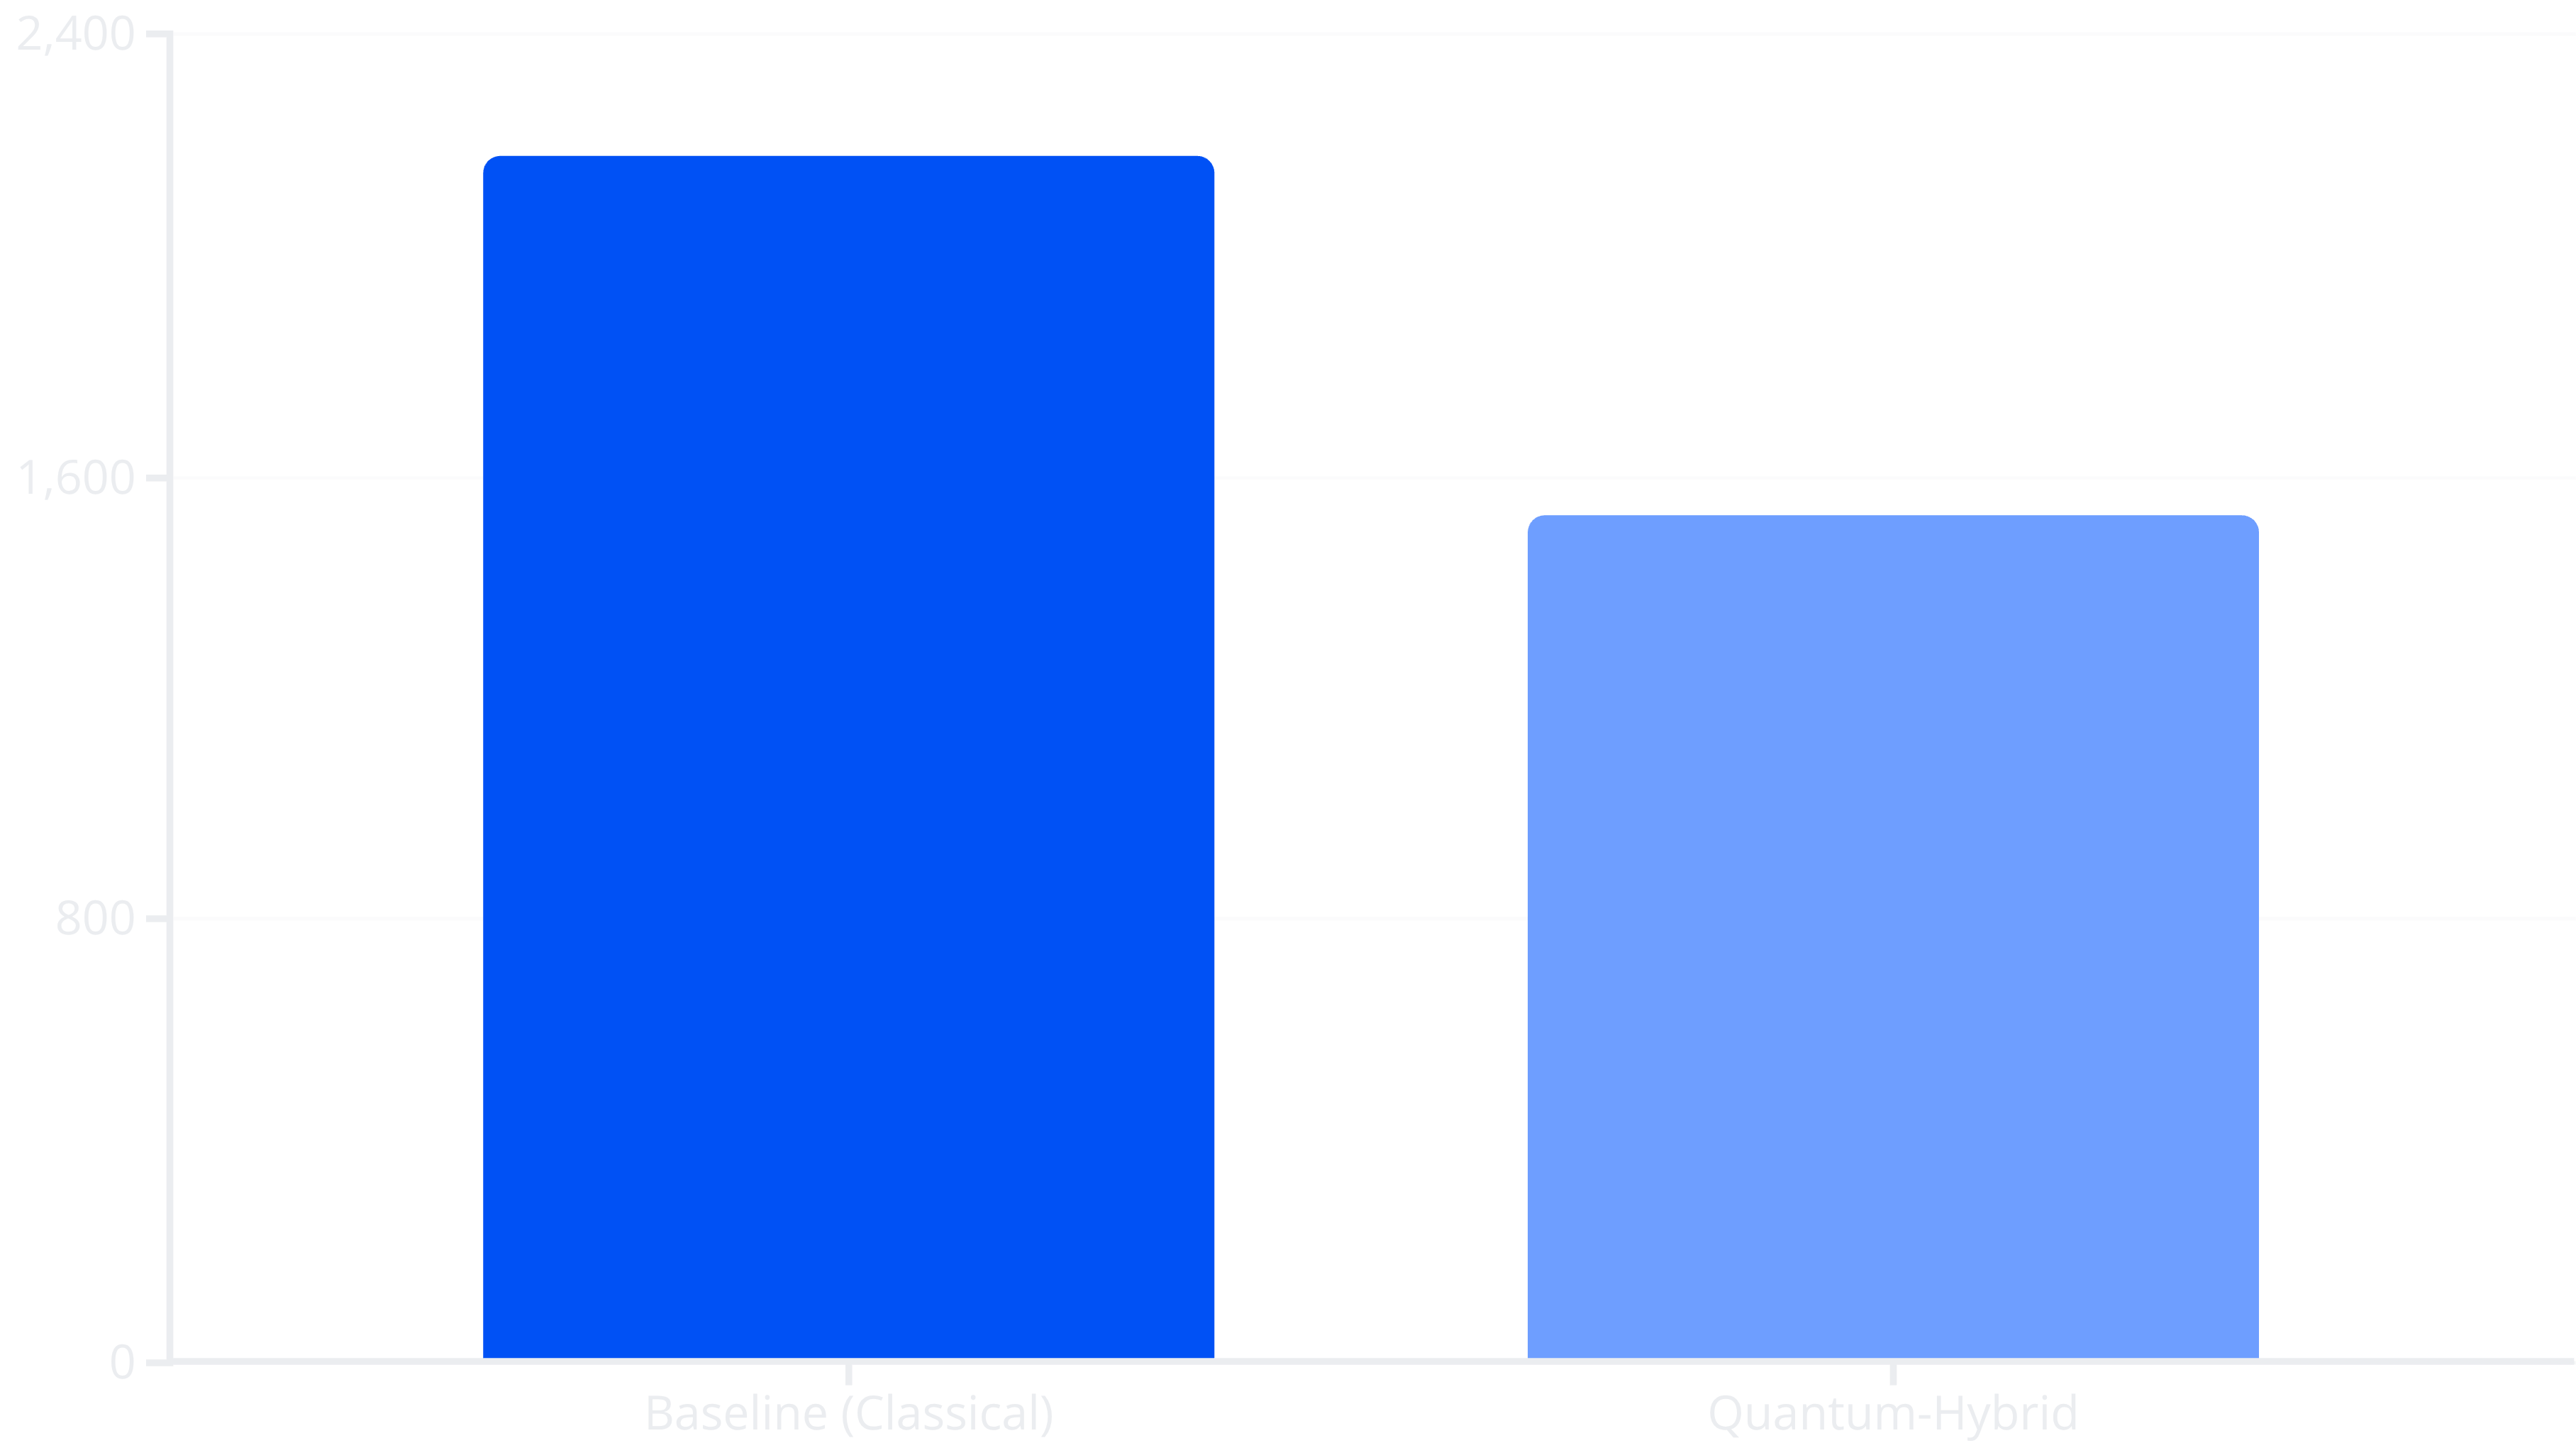 2,400
1,600
800
0
Baseline (Classical)
Quantum-Hybrid